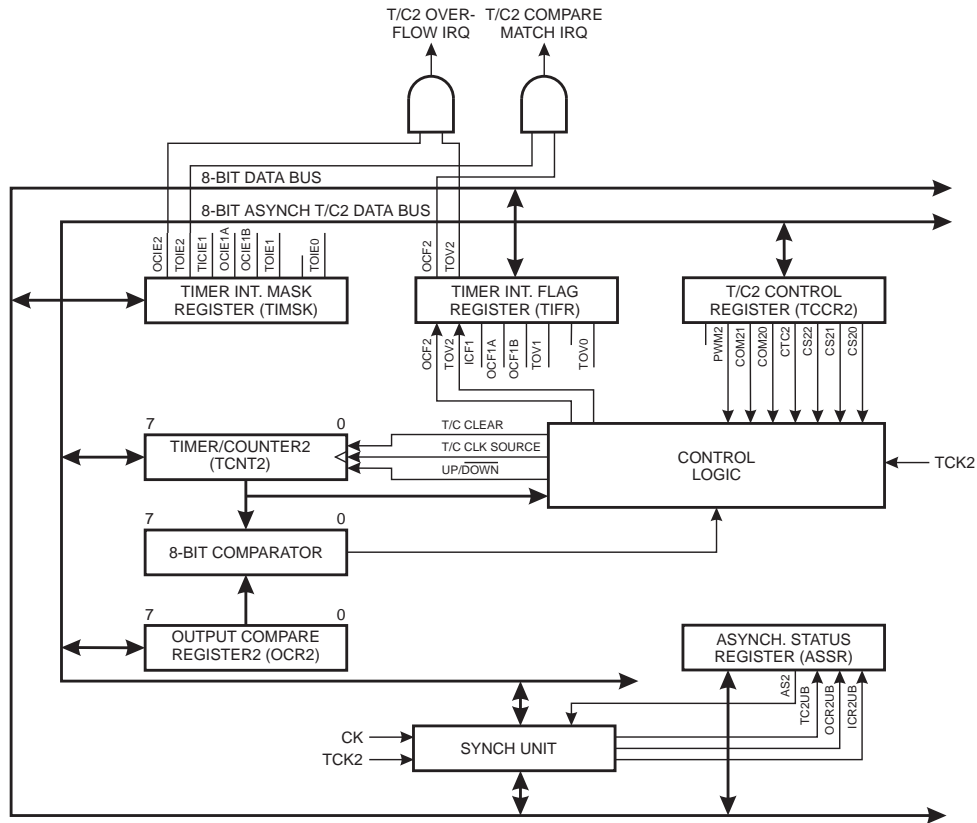 T/C2 OVER-
FLOW IRQ
T/C2 COMPARE
MATCH IRQ
8-BIT DATA BUS
8-BIT ASYNCH T/C2 DATA BUS
OCIE2
TOIE2
TICIE1
OCIE1A
OCIE1B
TOIE1
TOIE0
OCF2
TOV2
TIMER INT. MASK
REGISTER (TIMSK)
TIMER INT. FLAG
REGISTER (TIFR)
T/C2 CONTROL
REGISTER (TCCR2)
OCF2
TOV2
ICF1
OCF1A
OCF1B
TOV1
TOV0
PWM2
COM21
COM20
CTC2
CS22
CS21
CS20
7 0
TIMER/COUNTER2
(TCNT2)
T/C CLEAR
T/C CLK SOURCE
UP/DOWN
CONTROL
LOGIC
TCK2
7 0
8-BIT COMPARATOR
7 0
OUTPUT COMPARE
REGISTER2 (OCR2)
ASYNCH. STATUS
REGISTER (ASSR)
AS2
TC2UB
OCR2UB
ICR2UB
CK
TCK2
SYNCH UNIT